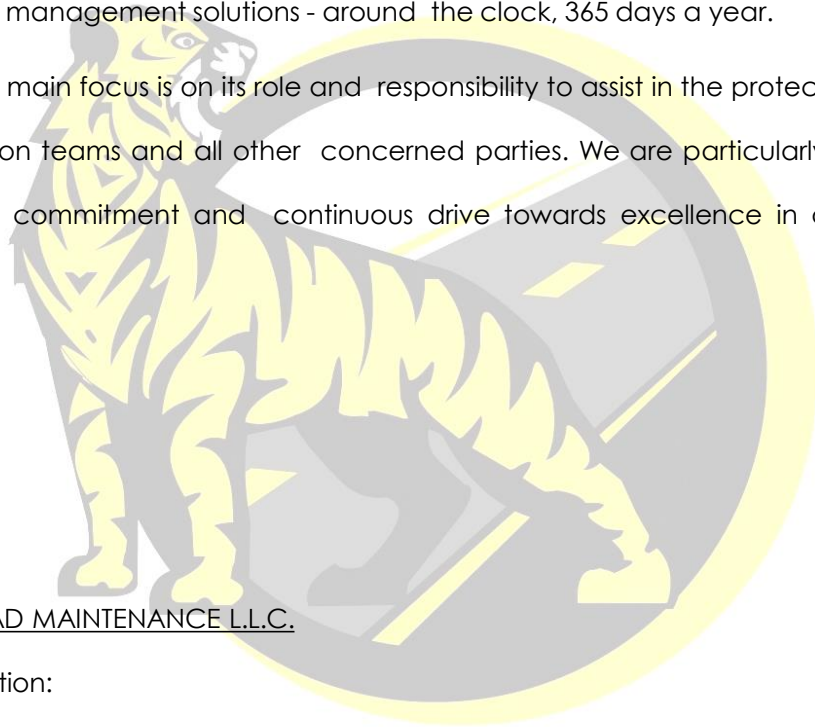 management solutions - around the clock, 365 days a year.
main focus is on its role and responsibility to assist in the protec
on teams and all other concerned parties. We are particularly
commitment and continuous drive towards excellence in
AD MAINTENANCE L.L.C.
tion: